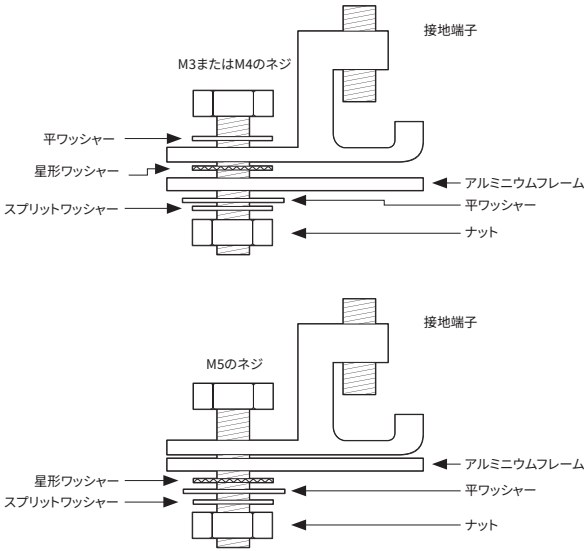 接地端子
M3またはM4のネジ
平ワッシャー
星形ワッシャー
アルミニウムフレーム
平ワッシャー
スプリットワッシャー
ナット
接地端子
M5のネジ
アルミニウムフレーム
星形ワッシャー
平ワッシャー
スプリットワッシャー
ナット